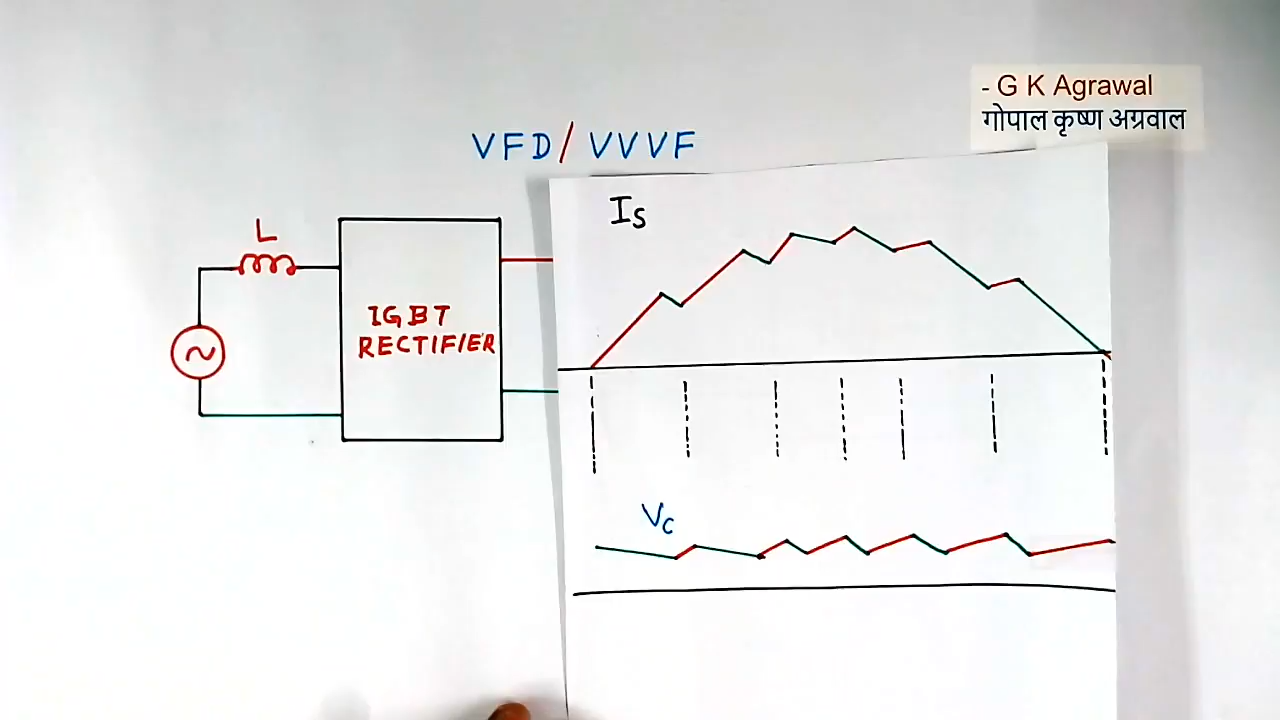 - G K Agrawal
गोपाल कृष्ण अग्रवाल
VFD/VVVF
L
IGBT
RECTIFIER
Is
Vc